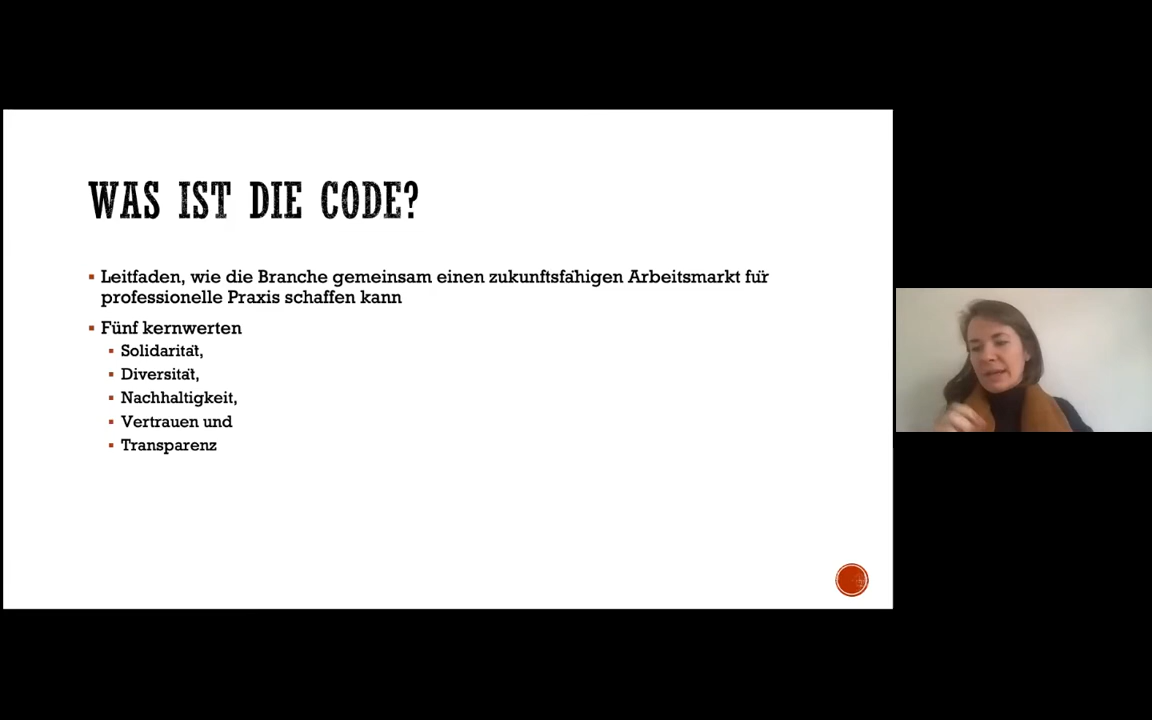 WAS IST DIE CODE?
Leitfaden, wie die Branche gemeinsam einen zukunftsfähigen Arbeitsmarkt für
professionelle Praxis schaffen kann
Fünf kernwerten
Solidarität,
Diversität,
Nachhaltigkeit,
Vertrauen und
Transparenz